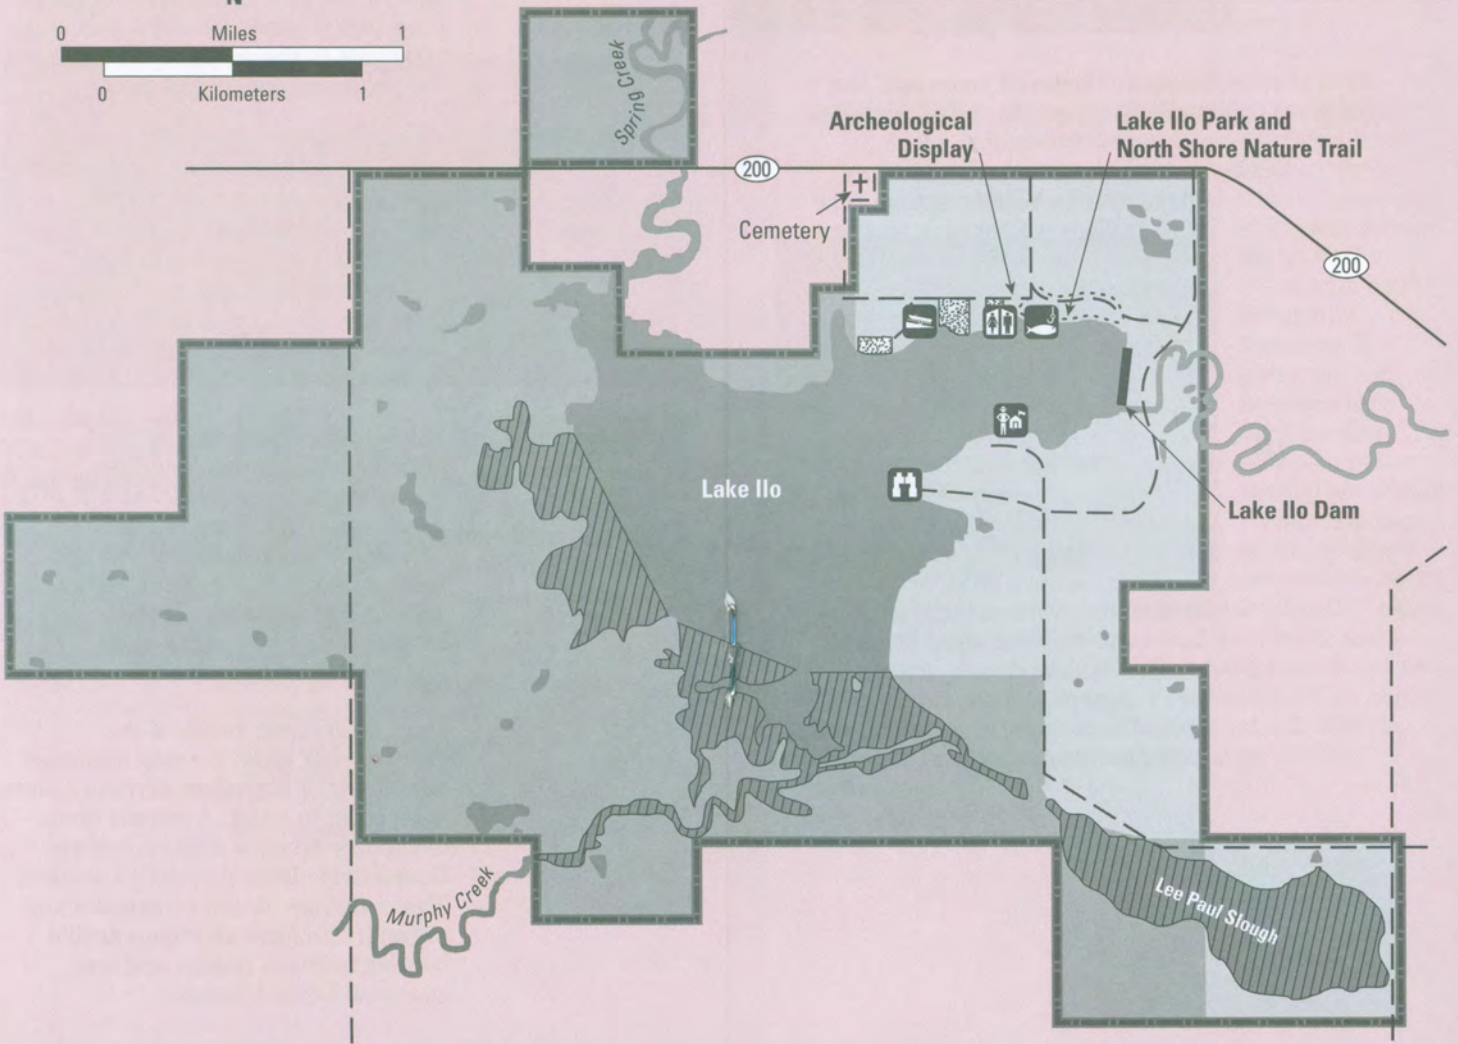 N
0 Miles 1
0 Kilometers 1
Spring Creek
200
Archeological
Display
Lake Ilo Park and
North Shore Nature Trail
Cemetery
200
Lake Ilo
Lake Ilo Dam
Murphy Creek
Lee Paul Slough